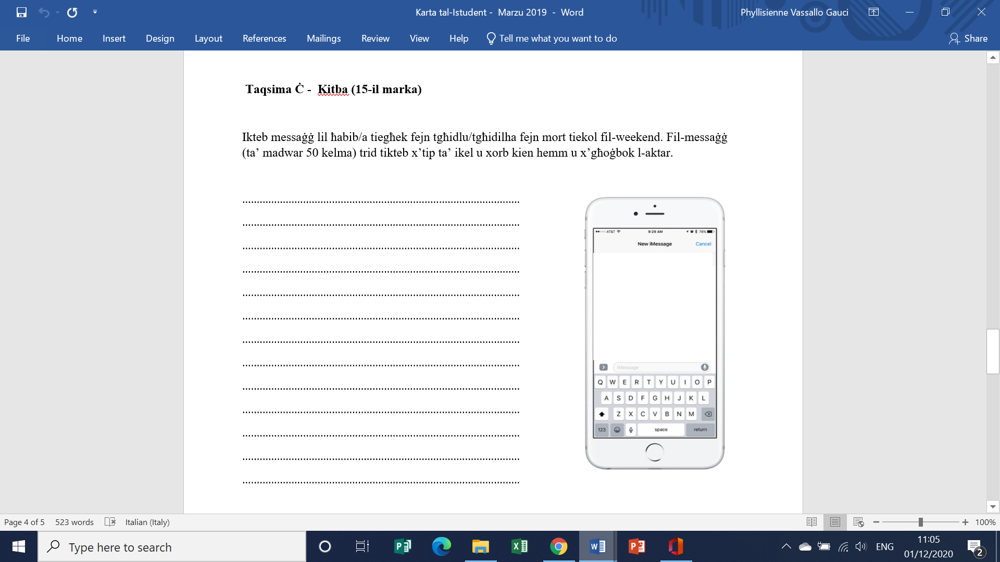 Karta tal-Istudent - Marzu 2019 - Word
Phyllisienne Vassallo Gauci
File Home Insert Design Layout References Mailings Review View Help Tell me what you want to do Share
Taqsima Ċ - Kitba (15-il marka)
Ikteb messaġġ lil ħabib/a tiegħek fejn tgħidlu/tgħidilha fejn mort tiekol fil-weekend. Fil-messaġġ
(ta’ madwar 50 kelma) trid tikteb x’tip ta’ ikel u xorb kien hemm u x’għoġbok l-aktar.
AT&T 9:29 AM 78%
New iMessage Cancel
iMessage
Q W E R T Y U I O P
A S D F G H J K L
Z X C V B N M
123 space return
Page 4 of 5 523 words Italian (Italy) 100%
Type here to search
ENG
11:05
01/12/2020
2